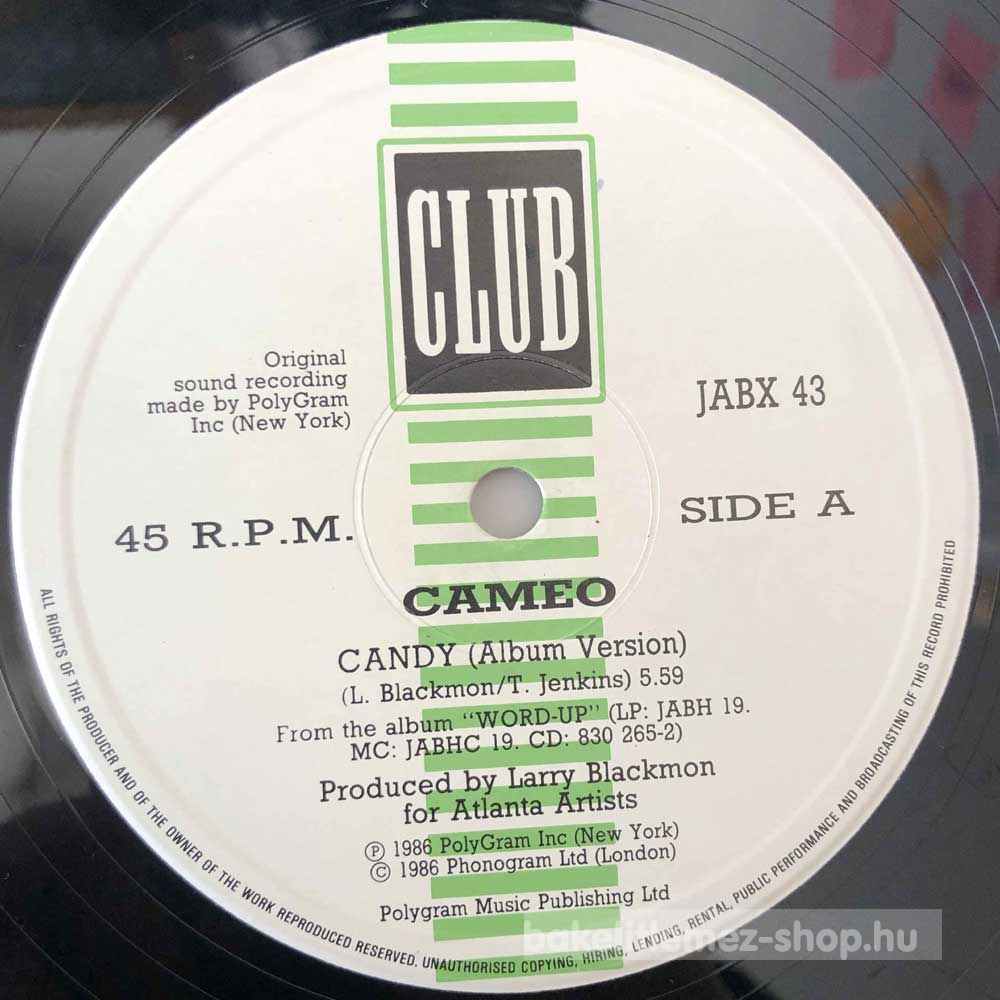 CLUB
Original
sound recording
made by PolyGram
Inc (New York)
JABX 43
45 R.P.M.
SIDE A
CAMEO
CANDY (Album Version)
(L. Blackmon/T. Jenkins) 5.59
From the album "WORD-UP" (LP: JABH 19.
MC: JABHC 19. CD: 830 265-2)
Produced by Larry Blackmon
for Atlanta Artists
Ⓟ 1986 PolyGram Inc (New York)
© 1986 Phonogram Ltd (London)
Polygram Music Publishing Ltd
ALL RIGHTS OF THE PRODUCER AND OF THE OWNER OF THE WORK REPRODUCED RESERVED. UNAUTHORISED COPYING, HIRING, LENDING, RENTAL, PUBLIC PERFORMANCE AND BROADCASTING OF THIS RECORD PROHIBITED
bakelitlemez-shop.hu